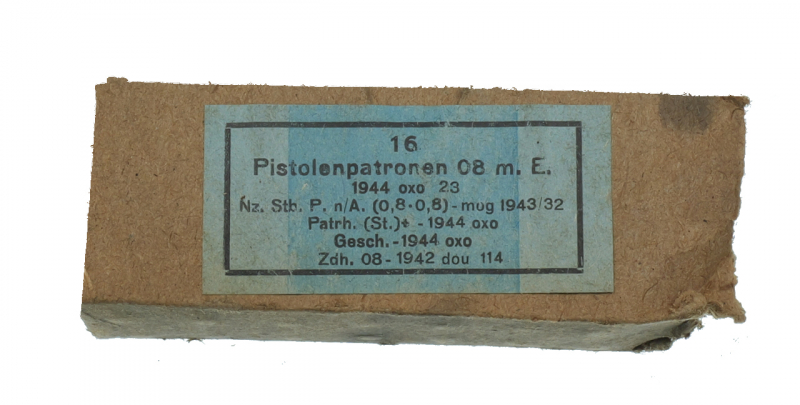 16
Pistolenpatronen 08 m. E.
1944 oxo 23
Nz. Stb. P. n/A. (0,8·0,8) - mog 1943/32
Patrh. (St.)+ - 1944 oxo
Gesch. - 1944 oxo
Zdh. 08 - 1942 dou 114